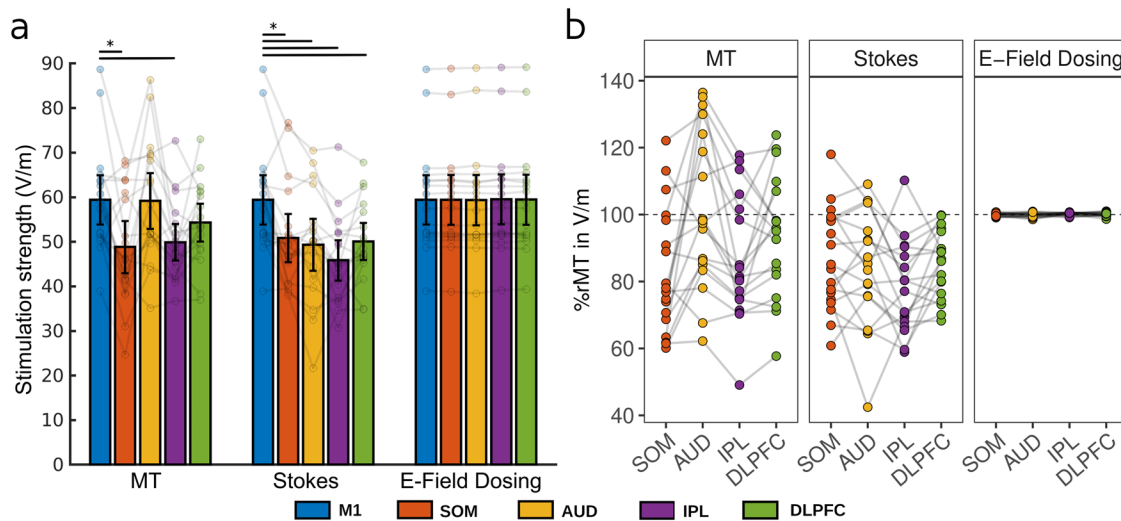 a
Stimulation strength (V/m)
90
80
70
60
50
40
30
20
10
0
*
*
MT
Stokes
E-Field Dosing
M1
SOM
AUD
IPL
DLPFC
b
MT
Stokes
E−Field Dosing
%rMT in V/m
140
120
100
80
60
40
SOM
AUD
IPL
DLPFC
SOM
AUD
IPL
DLPFC
SOM
AUD
IPL
DLPFC